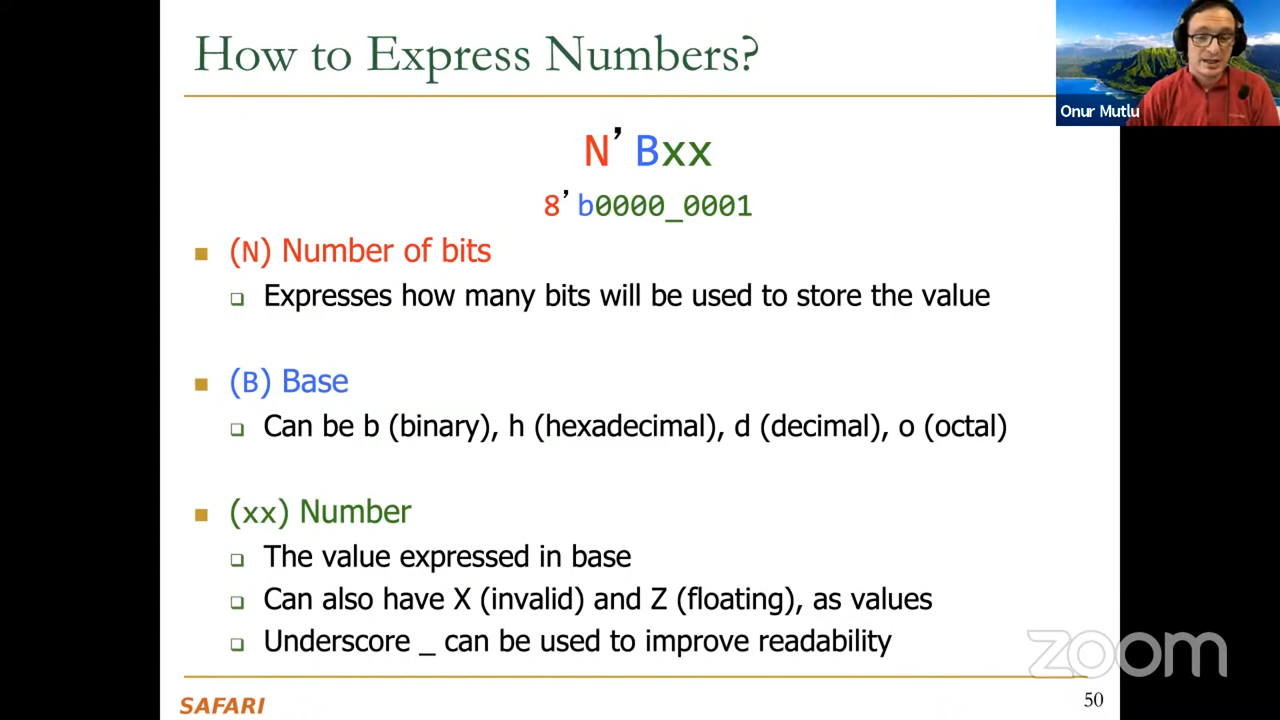 How to Express Numbers?
Onur Mutlu
N'Bxx
8'b0000_0001
(N) Number of bits
Expresses how many bits will be used to store the value
(B) Base
Can be b (binary), h (hexadecimal), d (decimal), o (octal)
(xx) Number
The value expressed in base
Can also have X (invalid) and Z (floating), as values
Underscore _ can be used to improve readability
zoom
SAFARI
50